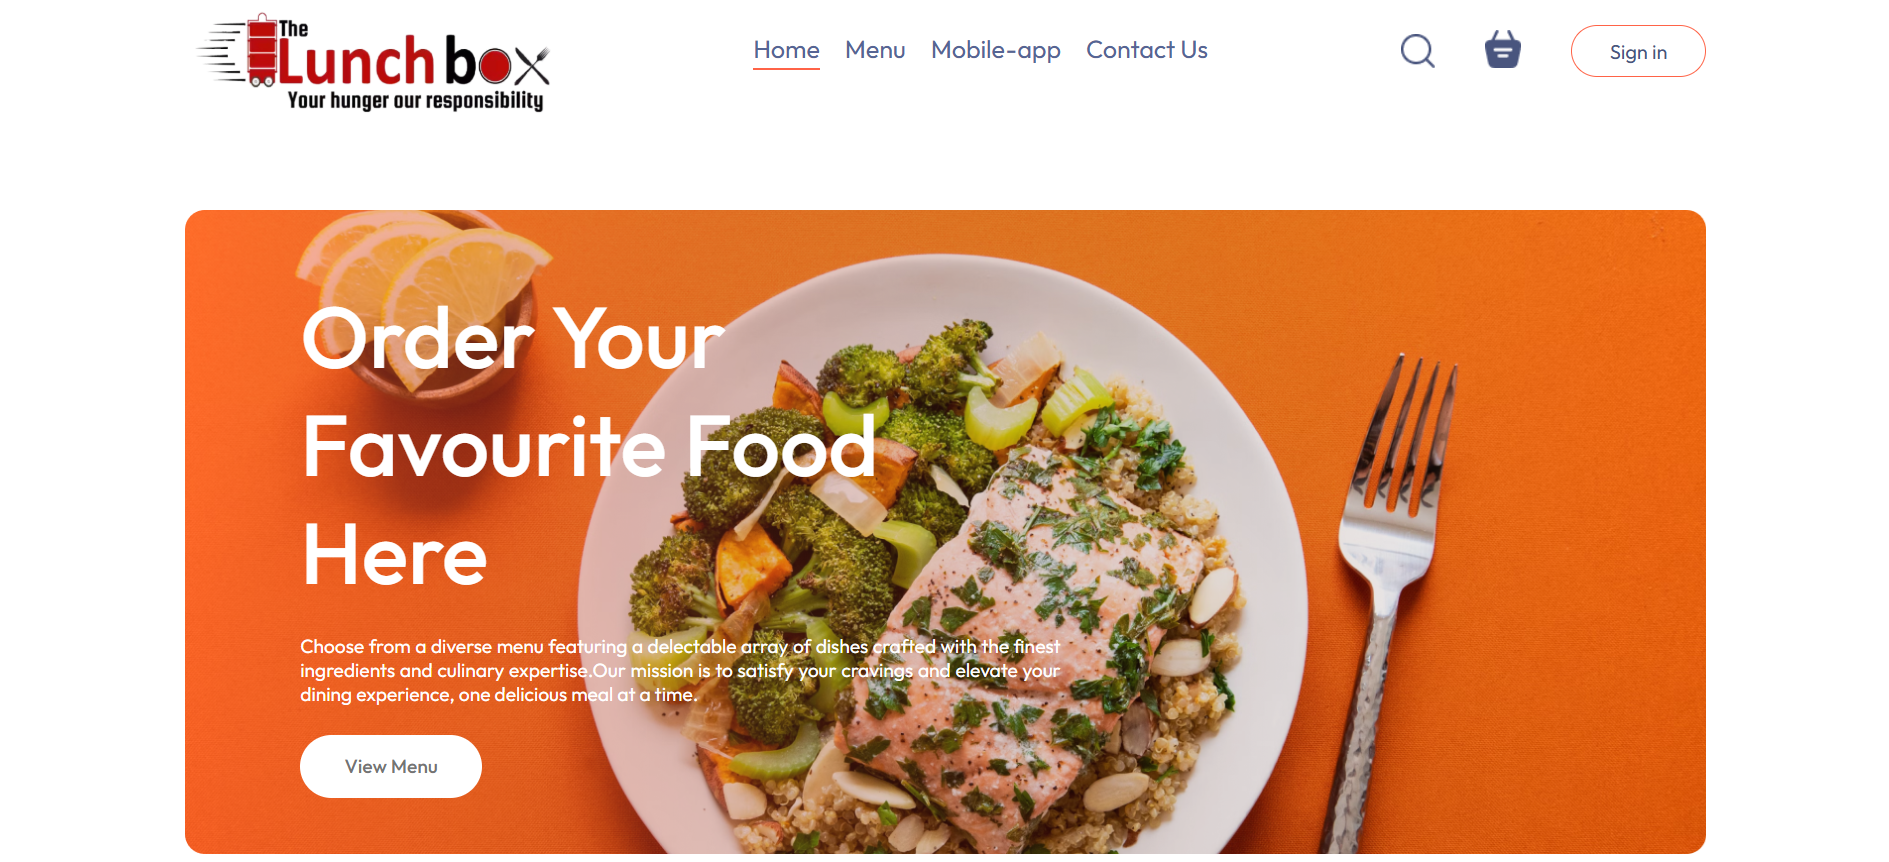 The
Lunch box
Your hunger our responsibility
Home Menu Mobile-app Contact Us
Sign in
Order Your
Favourite Food
Here
Choose from a diverse menu featuring a delectable array of dishes crafted with the finest
ingredients and culinary expertise.Our mission is to satisfy your cravings and elevate your
dining experience, one delicious meal at a time.
View Menu